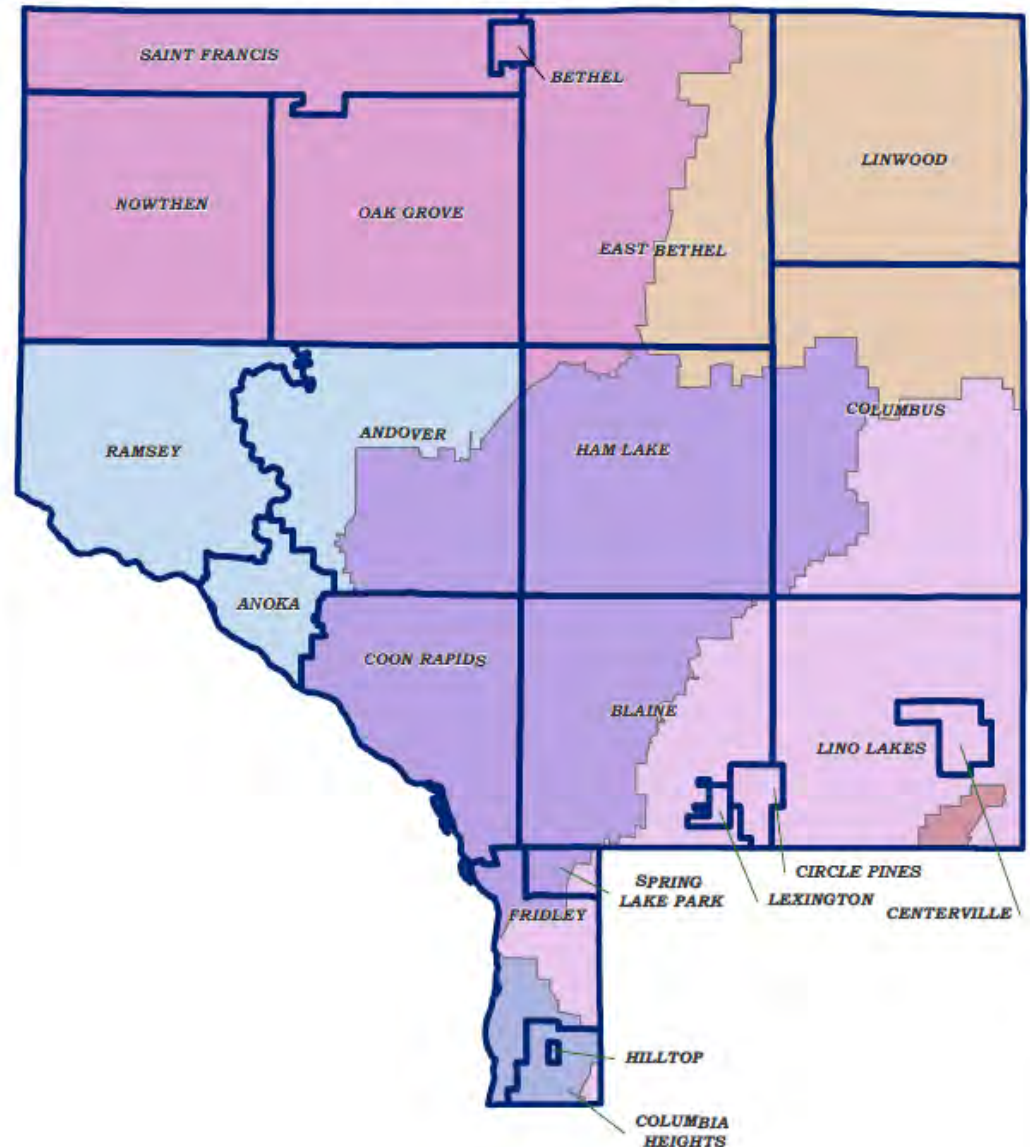 SAINT FRANCIS
BETHEL
LINWOOD
NOWTHEN
OAK GROVE
EAST BETHEL
COLUMBUS
ANDOVER
RAMSEY
HAM LAKE
ANOKA
COON RAPIDS
BLAINE
LINO LAKES
CIRCLE PINES
SPRING
LAKE PARK
LEXINGTON
CENTERVILLE
FRIDLEY
HILLTOP
COLUMBIA
HEIGHTS